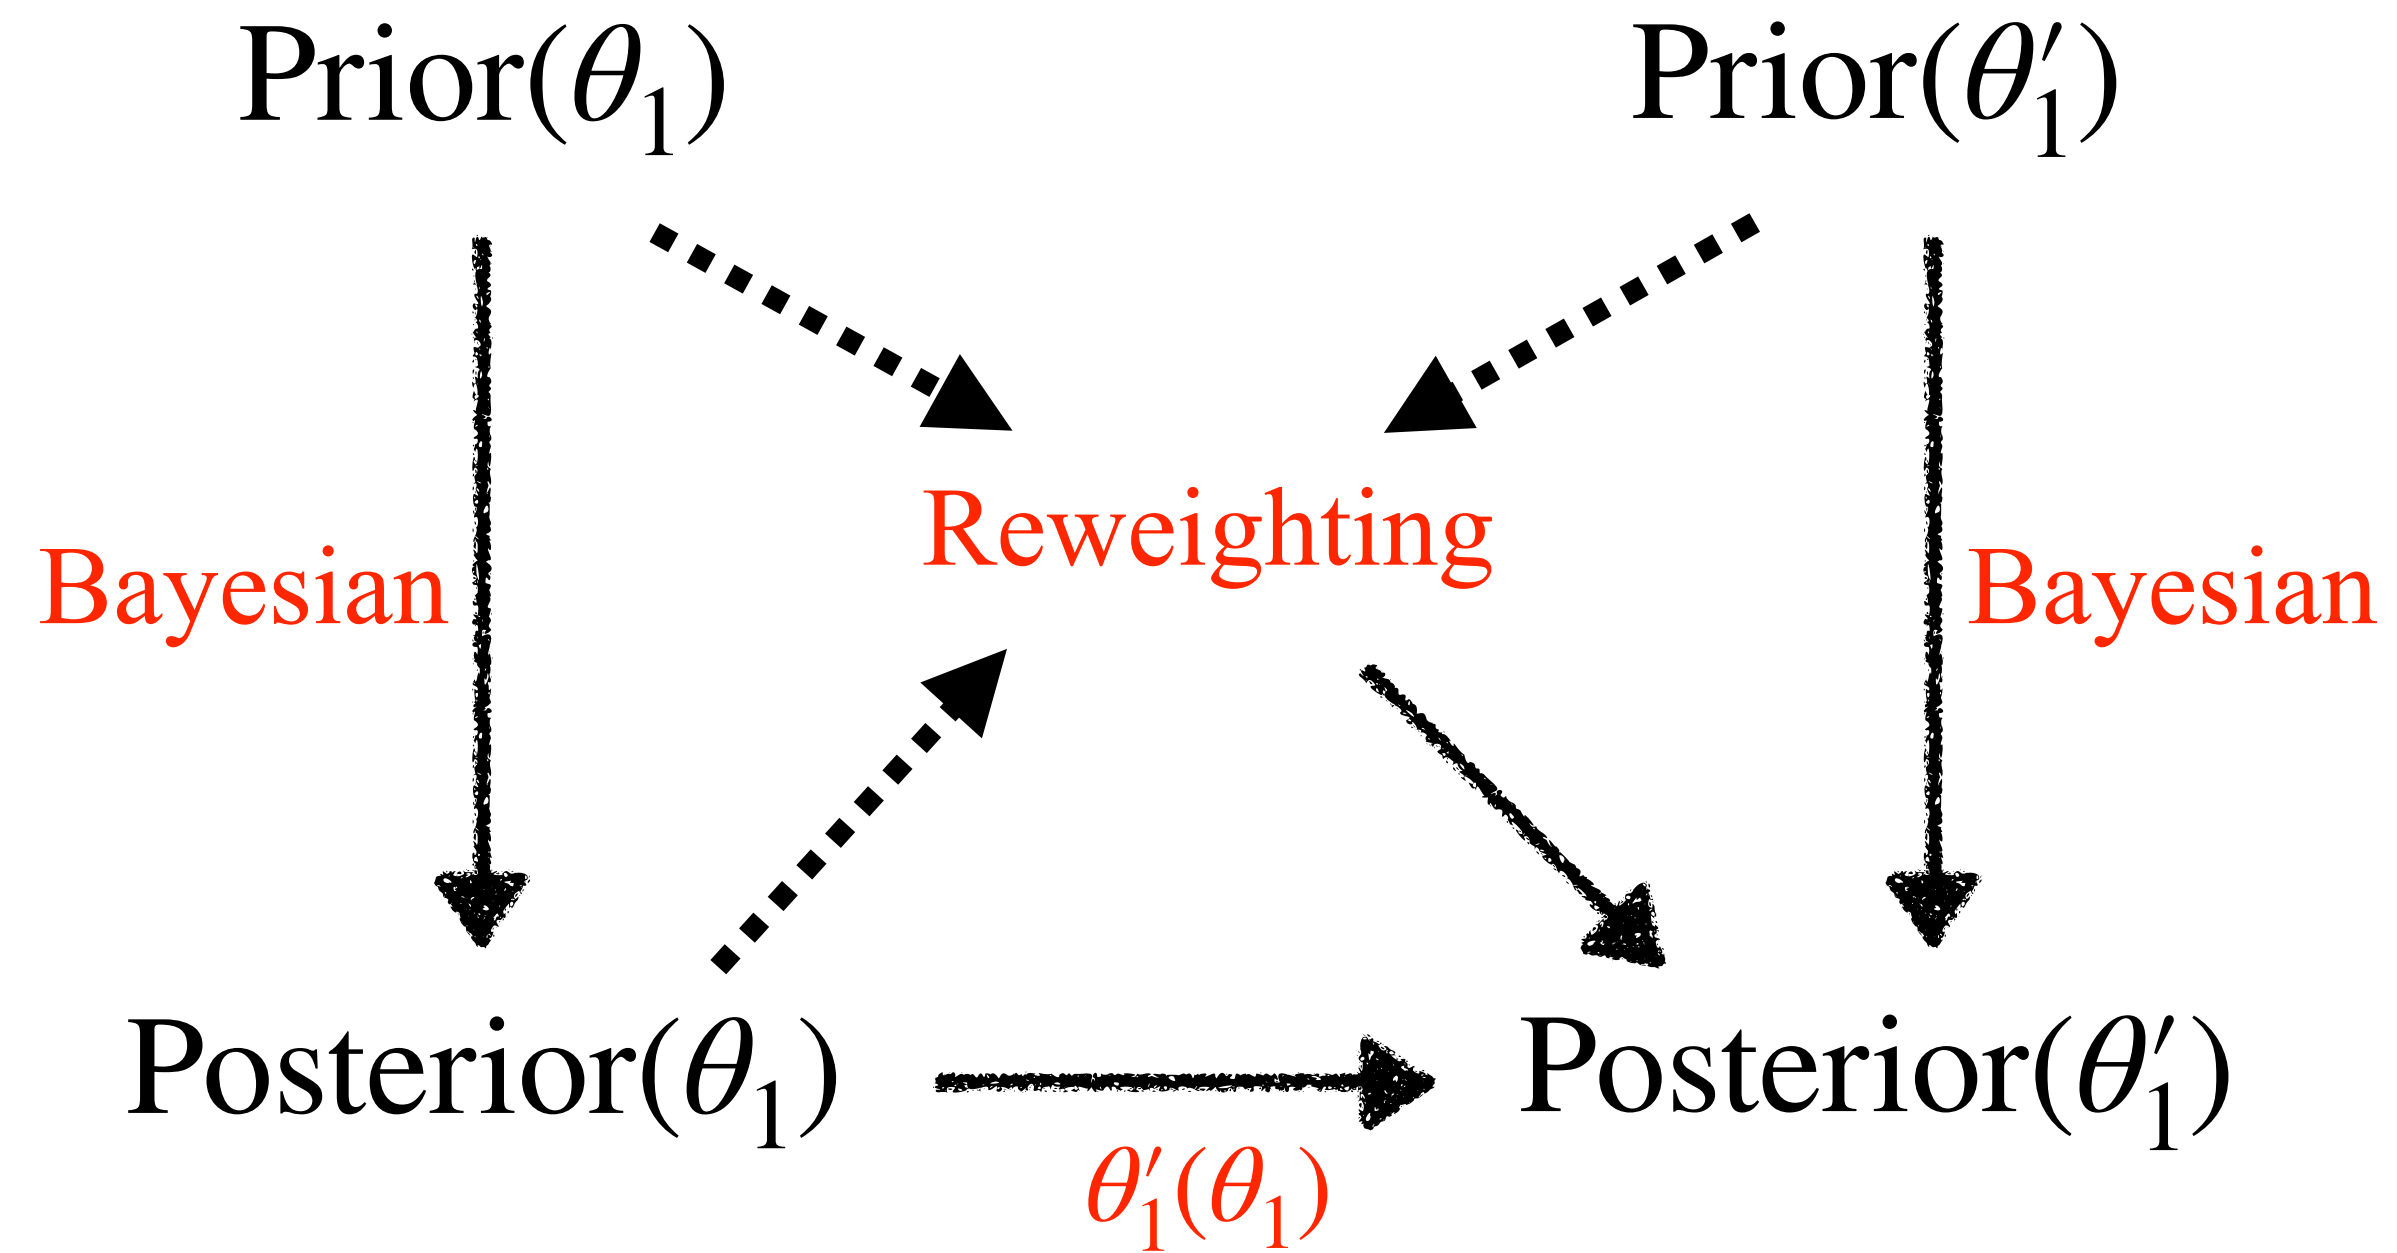 Prior(θ₁)
Prior(θ′₁)
Reweighting
Bayesian
Bayesian
Posterior(θ₁)
Posterior(θ′₁)
θ′₁(θ₁)